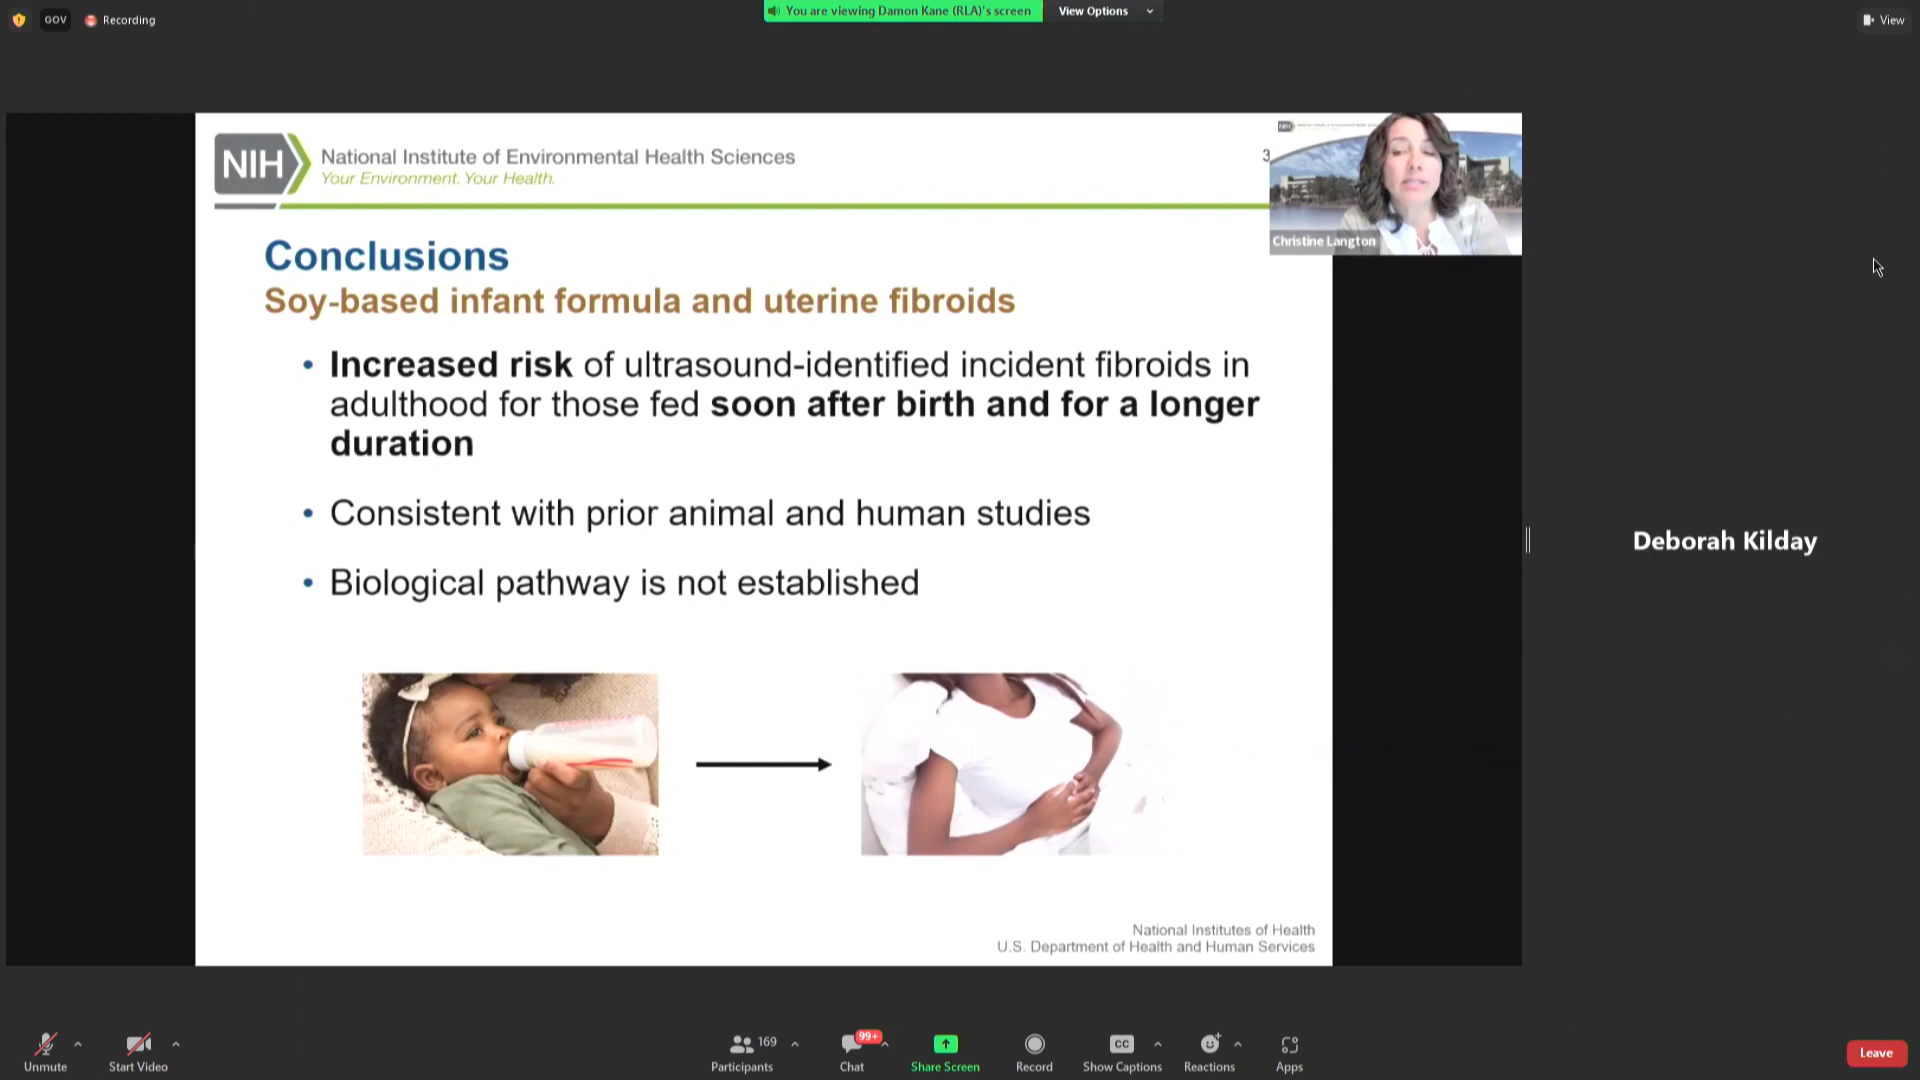 GOV
Recording
You are viewing Damon Kane (RLA)'s screen
View Options
View
NIH
National Institute of Environmental Health Sciences
Your Environment. Your Health.
3
Christine Langton
Conclusions
Soy-based infant formula and uterine fibroids
• Increased risk of ultrasound-identified incident fibroids in
adulthood for those fed soon after birth and for a longer
duration
• Consistent with prior animal and human studies
• Biological pathway is not established
Deborah Kilday
National Institutes of Health
U.S. Department of Health and Human Services
Unmute
Start Video
169
Participants
99+
Chat
Share Screen
Record
CC
Show Captions
Reactions
Apps
Leave